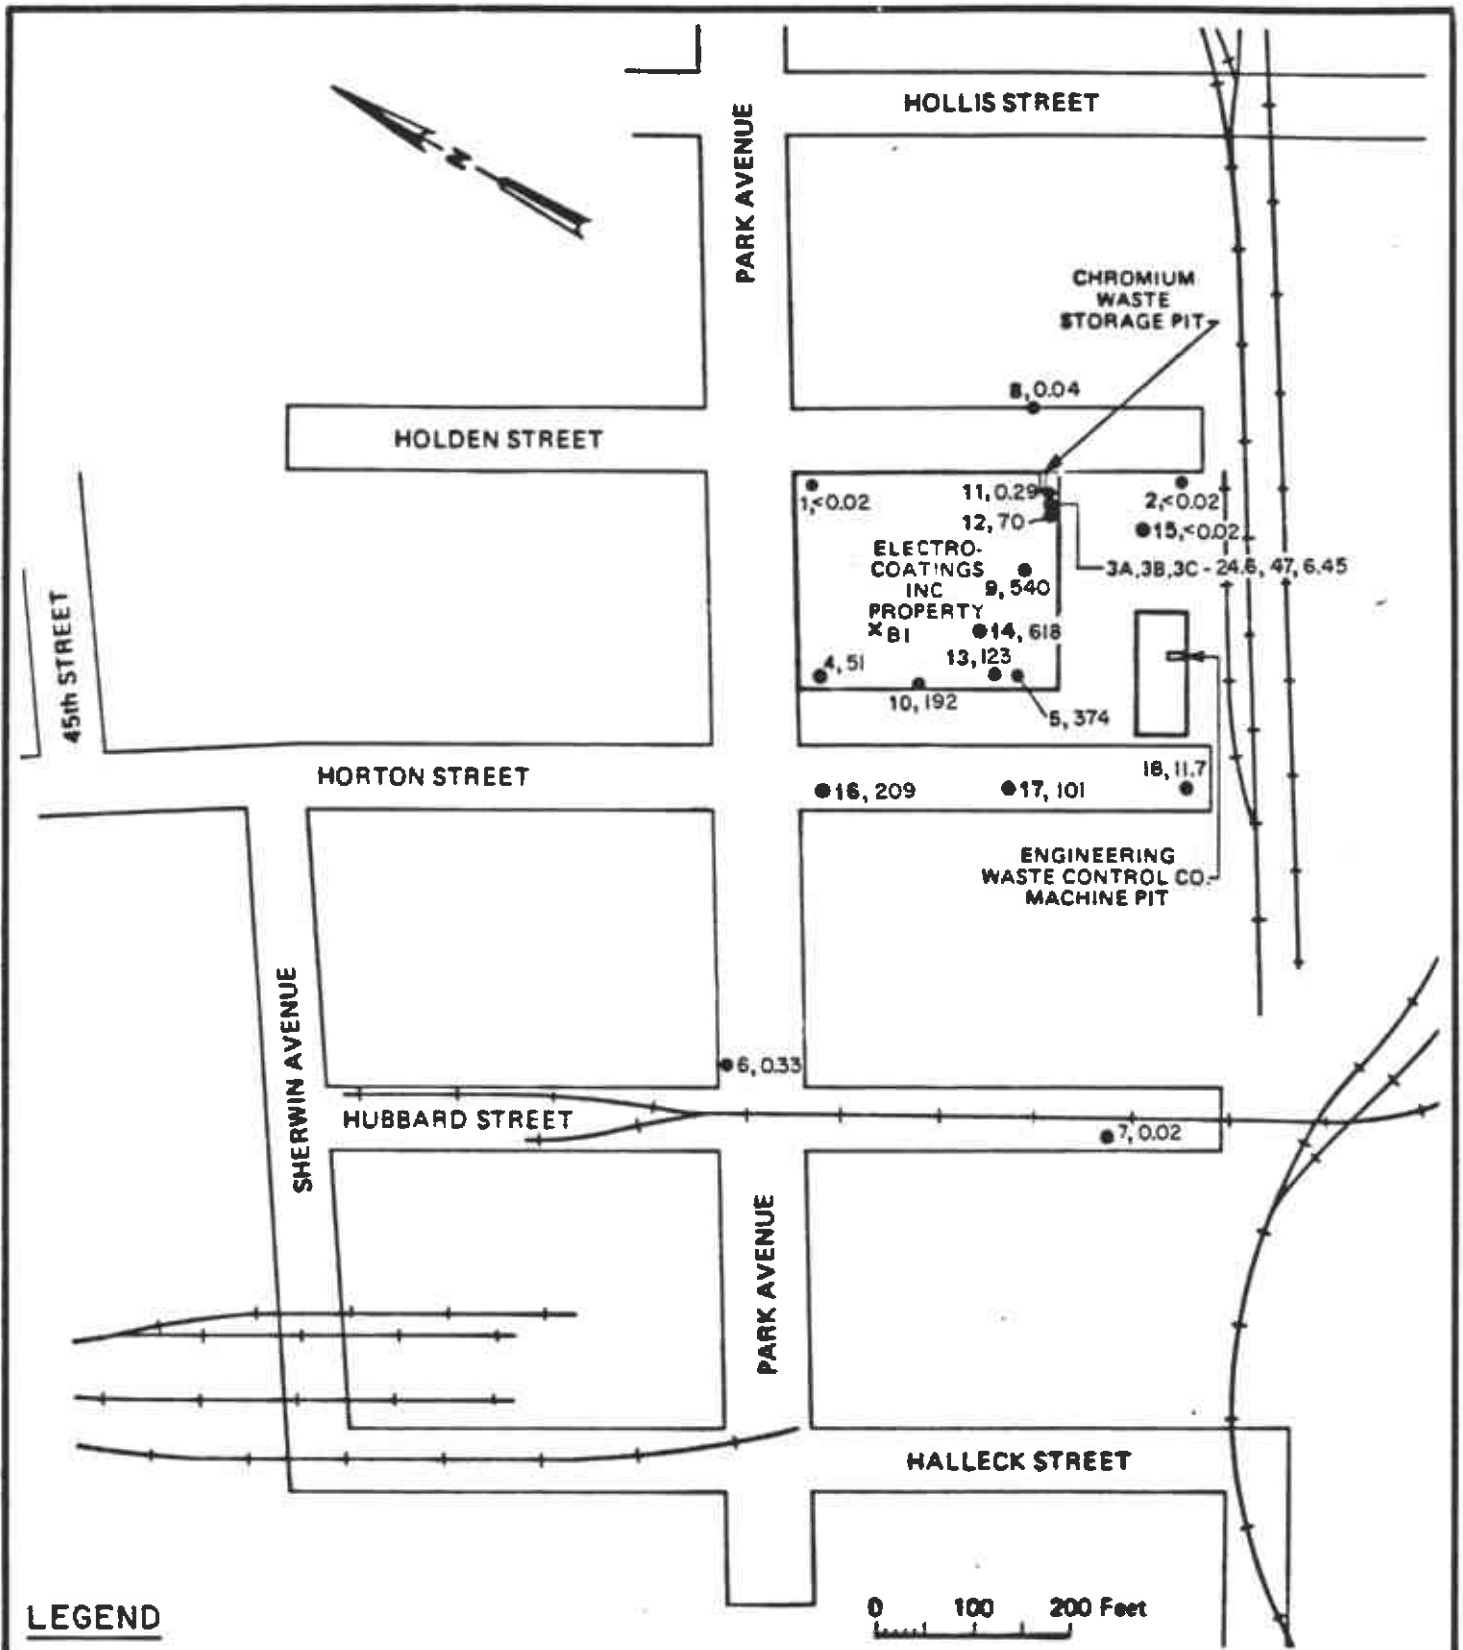 HOLLIS STREET
PARK AVENUE
N
CHROMIUM
WASTE
STORAGE PIT
8, 0.04
HOLDEN STREET
1, <0.02
11, 0.29
12, 70
2, <0.02
15, <0.02
3A, 3B, 3C - 24.6, 47, 6.45
ELECTRO-
COATINGS
INC
PROPERTY
9, 540
X B1
14, 618
13, 123
4, 51
10, 192
5, 374
45th STREET
HORTON STREET
16, 209
17, 101
18, 11.7
ENGINEERING
WASTE CONTROL CO.
MACHINE PIT
SHERWIN AVENUE
6, 0.33
HUBBARD STREET
7, 0.02
PARK AVENUE
HALLECK STREET
LEGEND
0 100 200 Feet